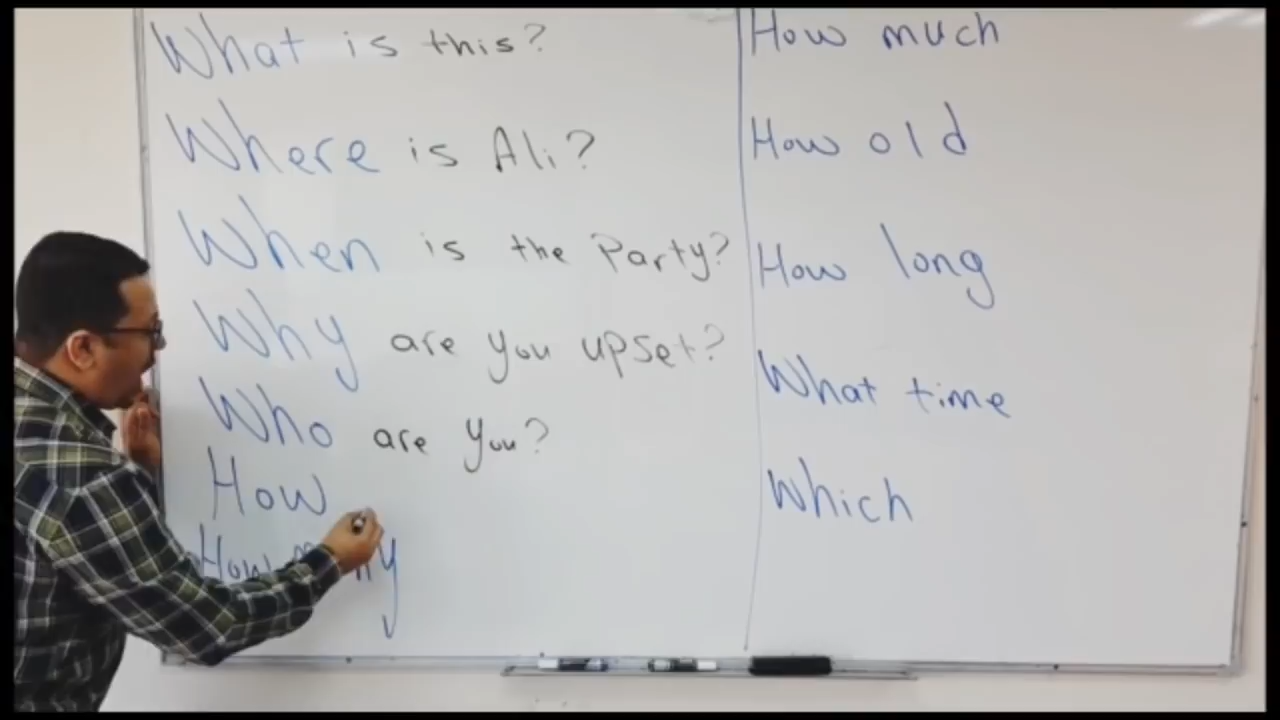 What is this?
Where is Ali?
When is the Party?
Why are you upset?
Who are you?
How
How
How much
How old
How long
What time
Which